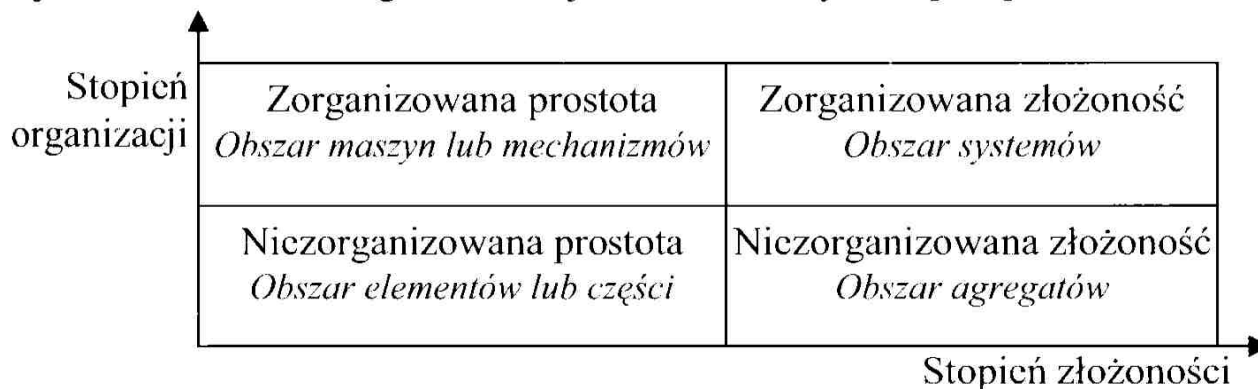 Stopień
organizacji
Zorganizowana prostota
Obszar maszyn lub mechanizmów
Zorganizowana złożoność
Obszar systemów
Niezorganizowana prostota
Obszar elementów lub części
Niezorganizowana złożoność
Obszar agregatów
Stopień złożoności